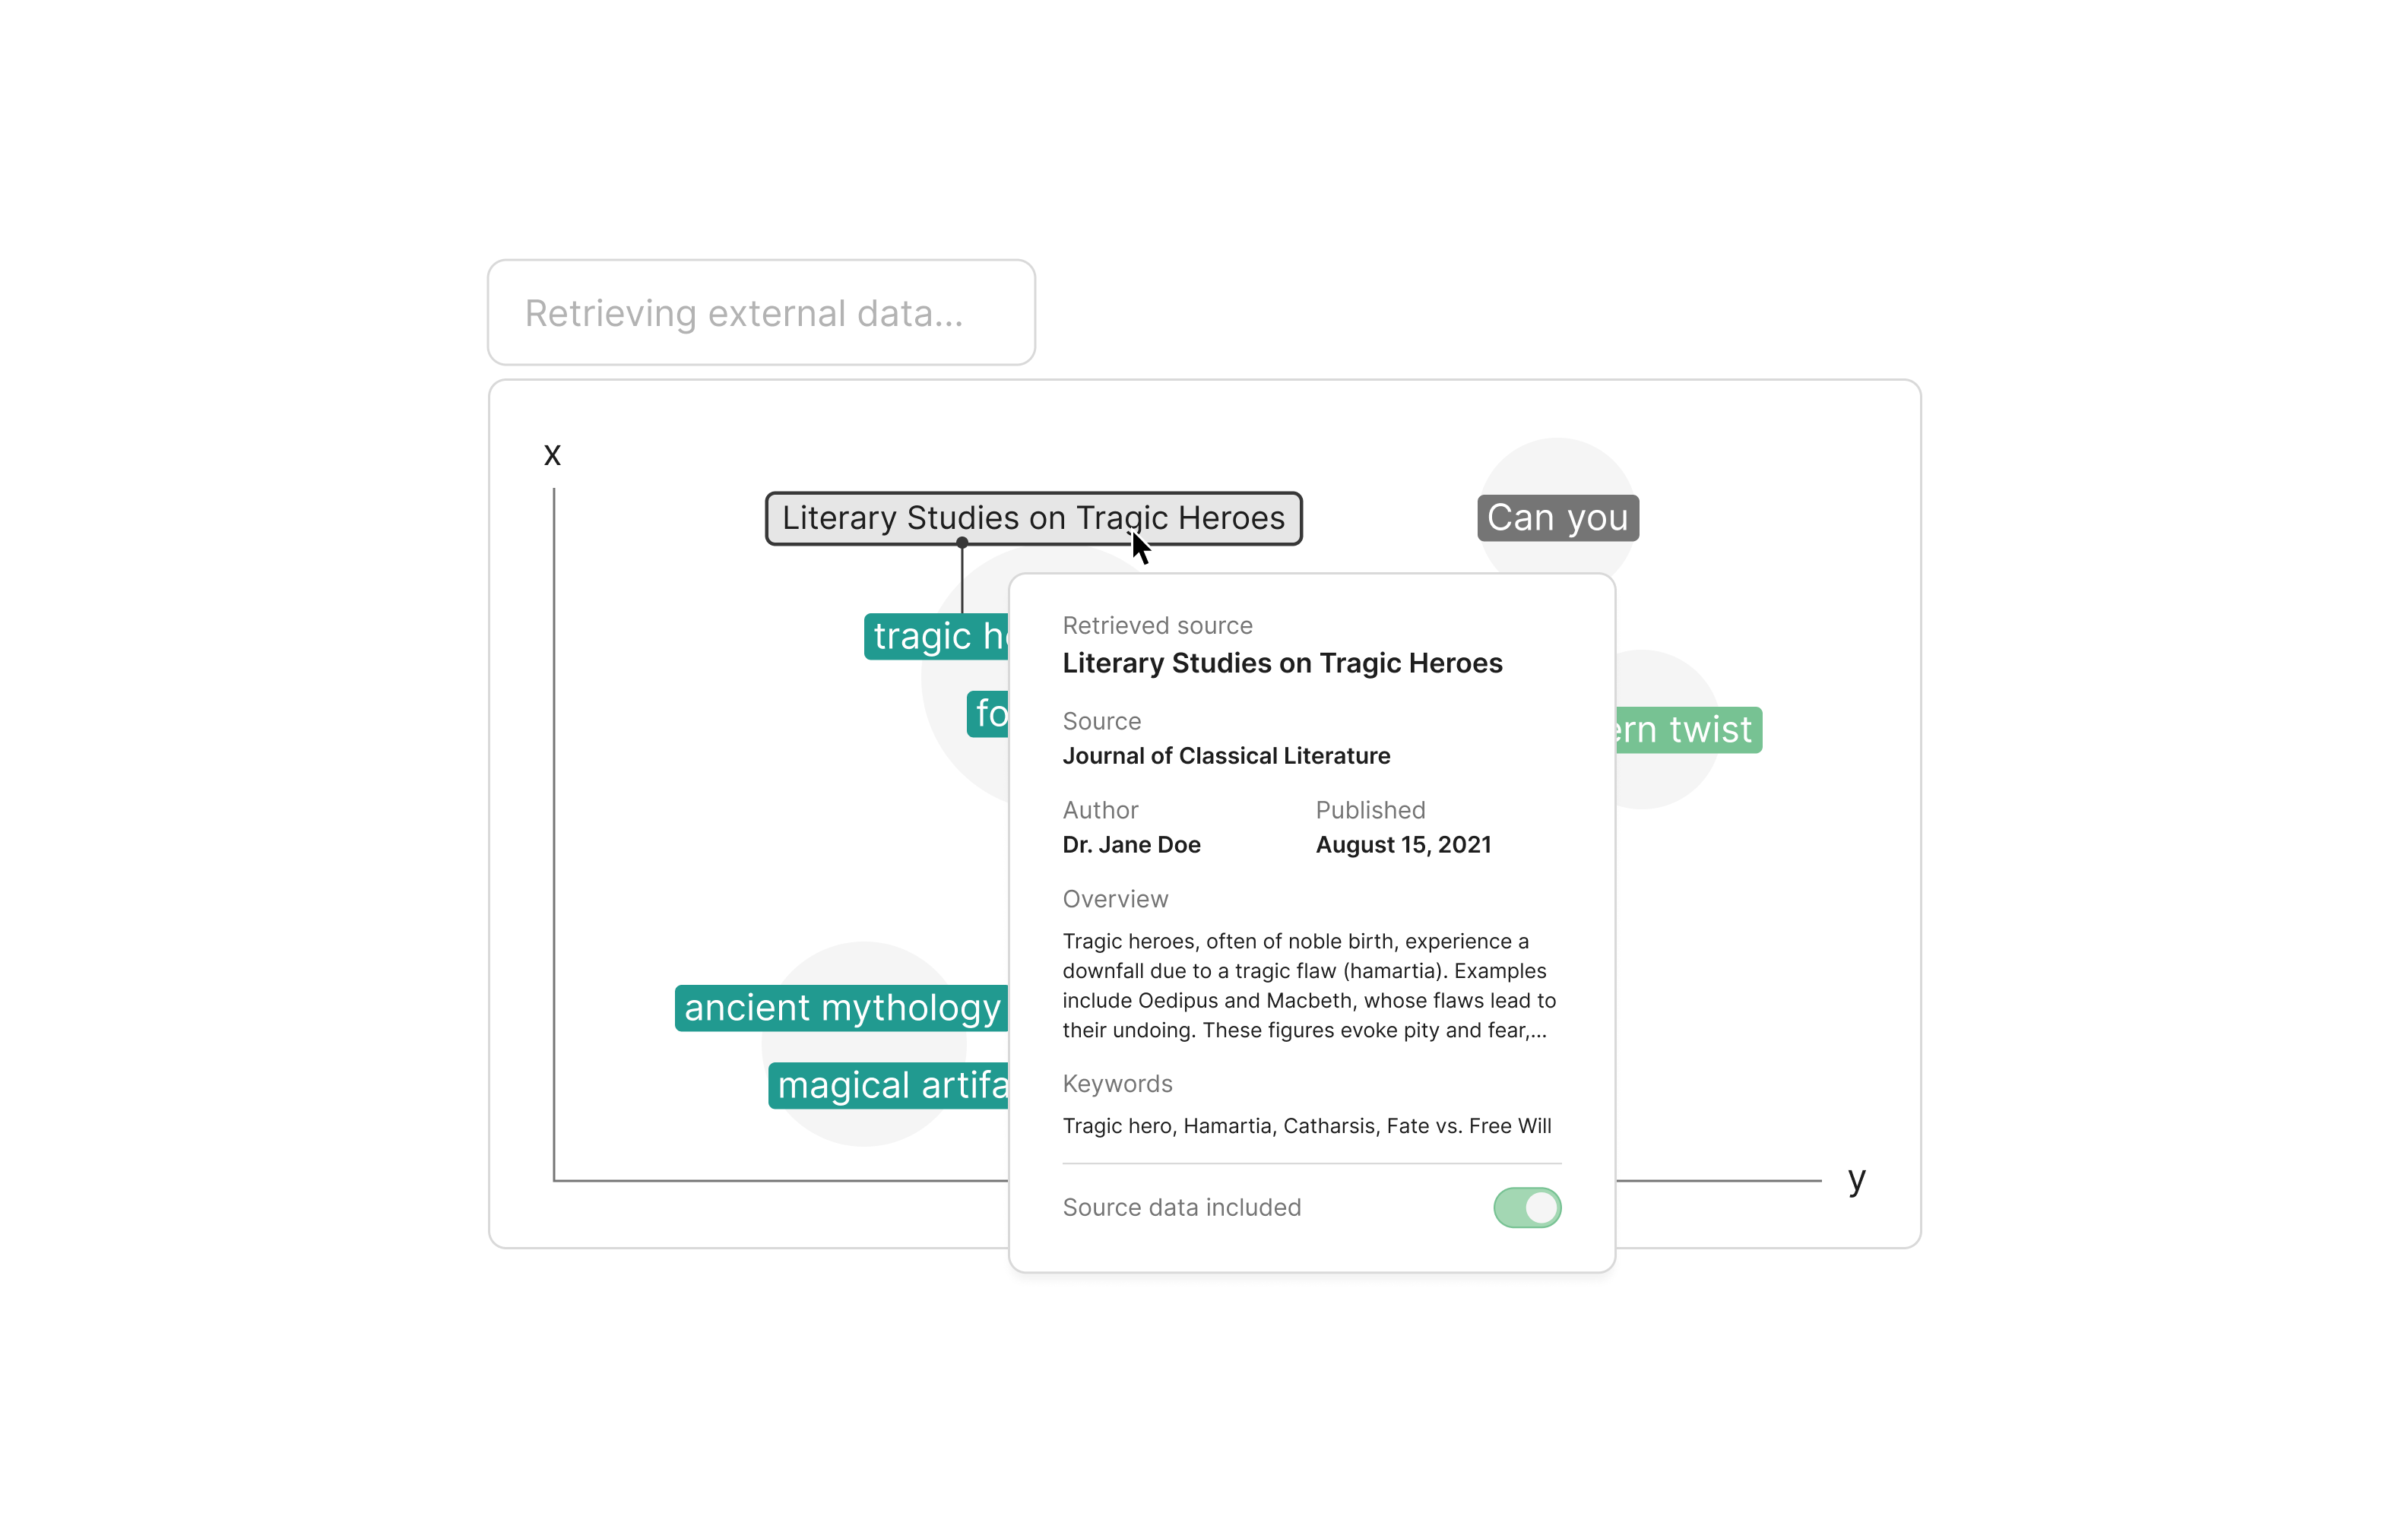 Retrieving external data...
x
Literary Studies on Tragic Heroes
Can you
tragic
ern twist
ancient mythology
magical
Retrieved source
Literary Studies on Tragic Heroes
Source
Journal of Classical Literature
Author
Published
Dr. Jane Doe
August 15, 2021
Overview
Tragic heroes, often of noble birth, experience a
downfall due to a tragic flaw (hamartia). Examples
include Oedipus and Macbeth, whose flaws lead to
their undoing. These figures evoke pity and fear,...
Keywords
Tragic hero, Hamartia, Catharsis, Fate vs. Free Will
Source data included
y